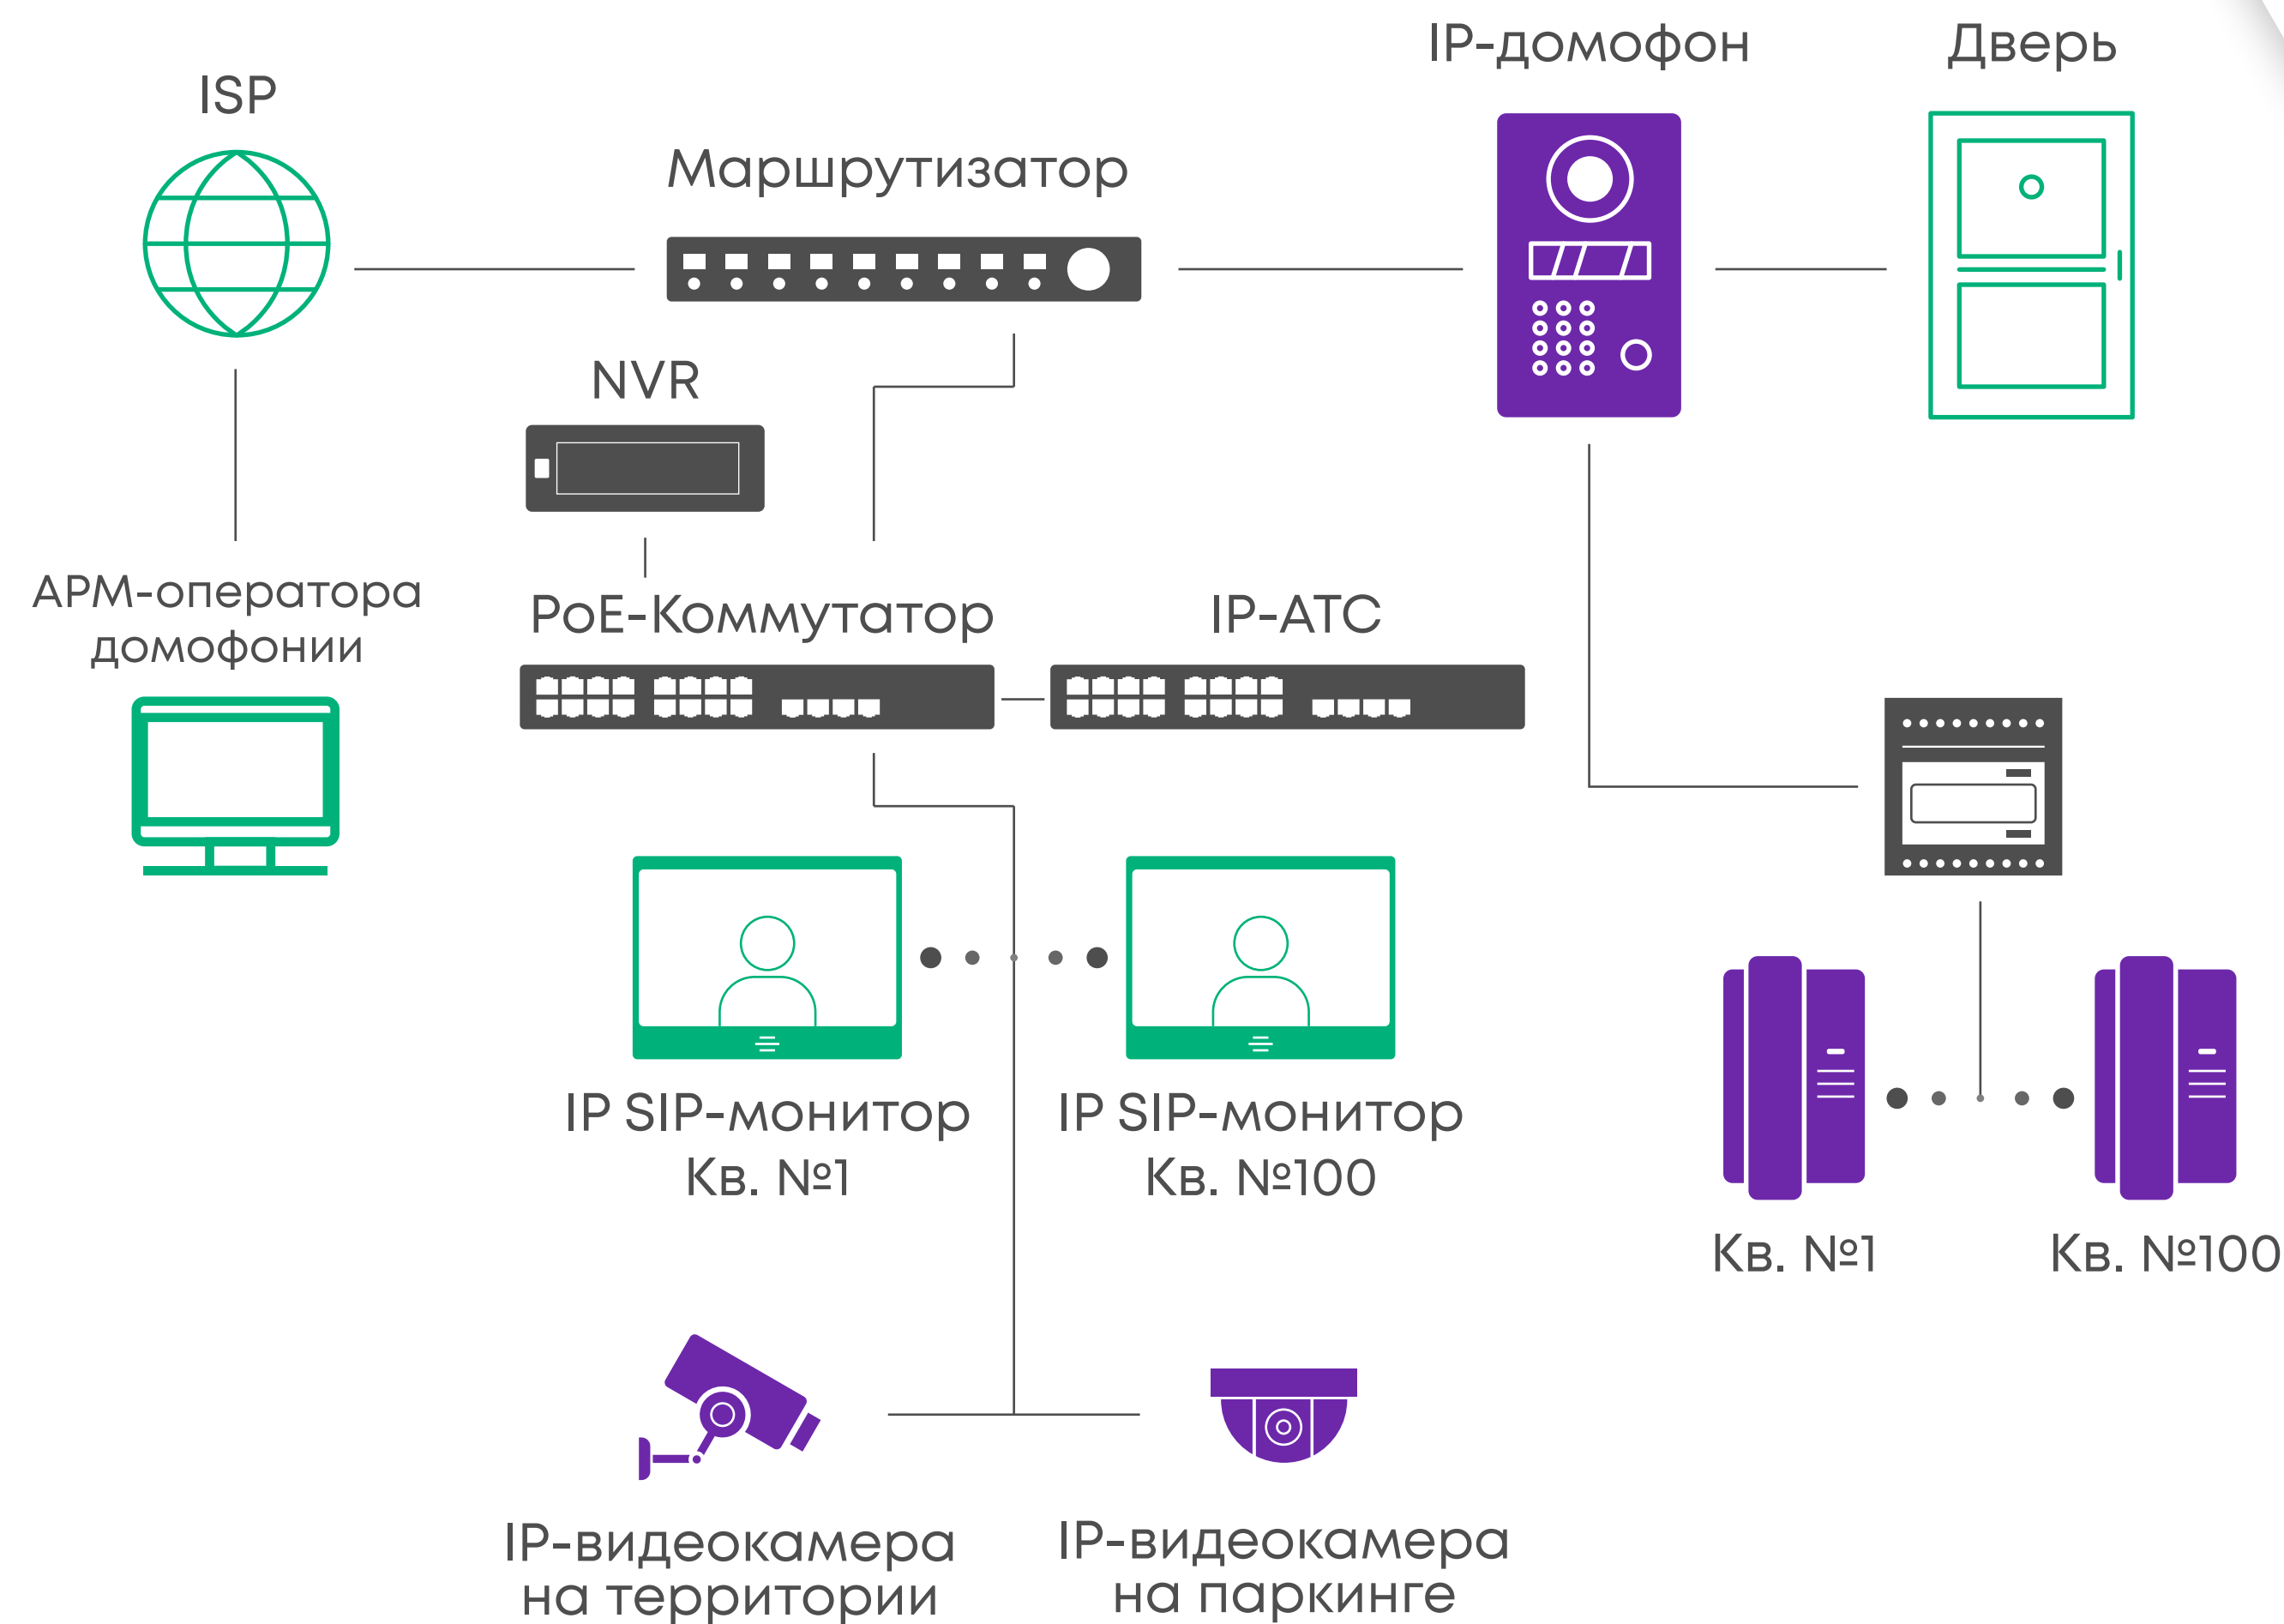 IP-домофон
Дверь
ISP
Маршрутизатор
NVR
АРМ-оператора
домофонии
PoE-Коммутатор
IP-АТС
IP SIP-монитор
Кв. №1
IP SIP-монитор
Кв. №100
Кв. №1
Кв. №100
IP-видеокамера
на территории
IP-видеокамера
на паркинге